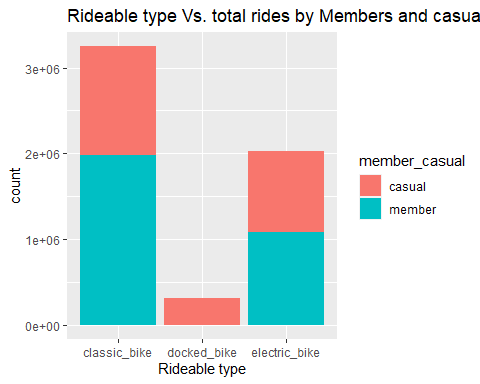 Rideable type Vs. total rides by Members and casua
3e+06
2e+06
1e+06
0e+00
count
classic_bike docked_bike electric_bike
Rideable type
member_casual
casual
member